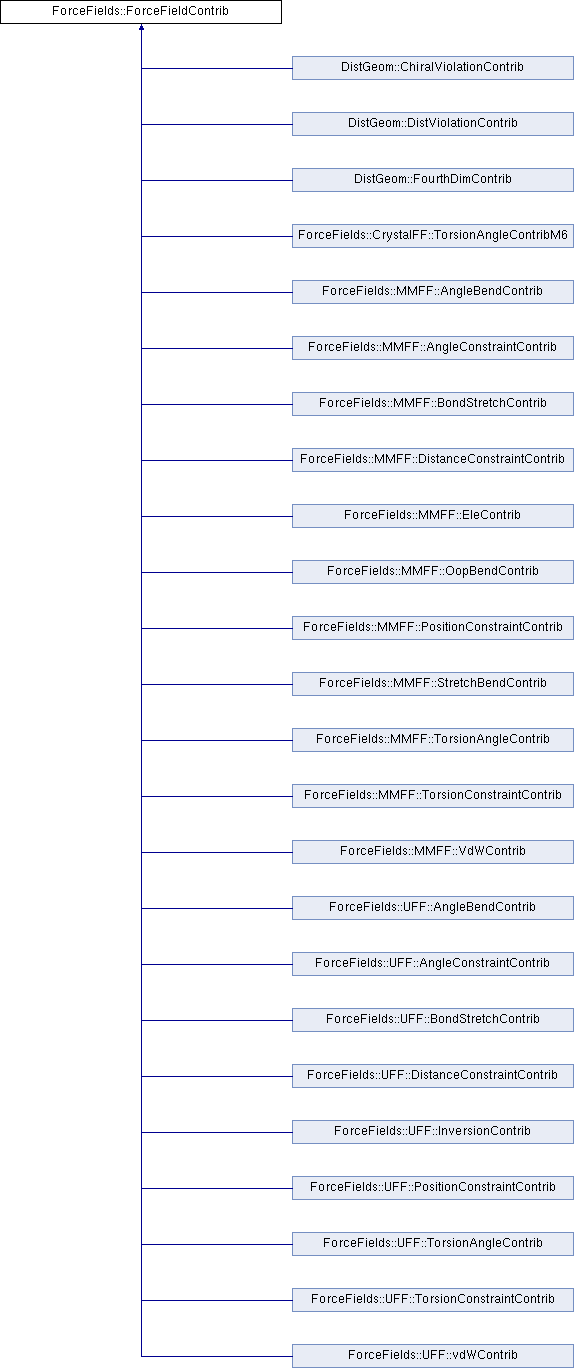 ForceFields::ForceFieldContrib
DistGeom::ChiralViolationContrib
DistGeom::DistViolationContrib
DistGeom::FourthDimContrib
ForceFields::CrystalFF::TorsionAngleContribM6
ForceFields::MMFF::AngleBendContrib
ForceFields::MMFF::AngleConstraintContrib
ForceFields::MMFF::BondStretchContrib
ForceFields::MMFF::DistanceConstraintContrib
ForceFields::MMFF::EleContrib
ForceFields::MMFF::OopBendContrib
ForceFields::MMFF::PositionConstraintContrib
ForceFields::MMFF::StretchBendContrib
ForceFields::MMFF::TorsionAngleContrib
ForceFields::MMFF::TorsionConstraintContrib
ForceFields::MMFF::VdWContrib
ForceFields::UFF::AngleBendContrib
ForceFields::UFF::AngleConstraintContrib
ForceFields::UFF::BondStretchContrib
ForceFields::UFF::DistanceConstraintContrib
ForceFields::UFF::InversionContrib
ForceFields::UFF::PositionConstraintContrib
ForceFields::UFF::TorsionAngleContrib
ForceFields::UFF::TorsionConstraintContrib
ForceFields::UFF::vdWContrib